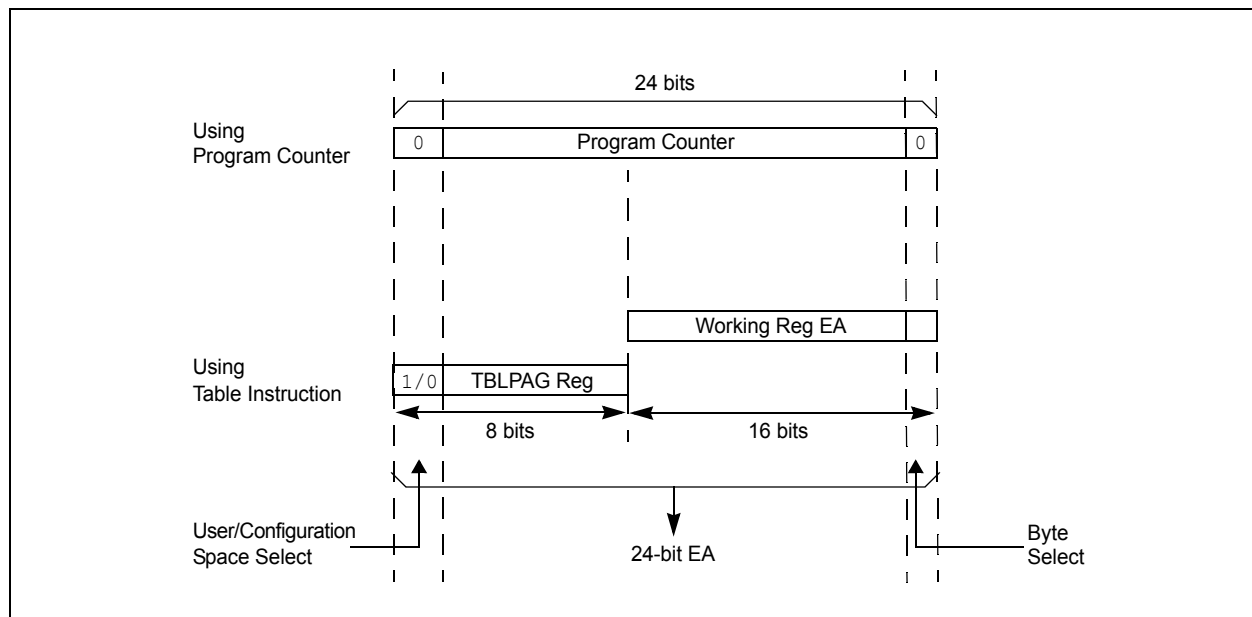 24 bits
Using
Program Counter
0
Program Counter
0
Working Reg EA
Using
Table Instruction
1/0
TBLPAG Reg
8 bits
16 bits
User/Configuration
Space Select
24-bit EA
Byte
Select